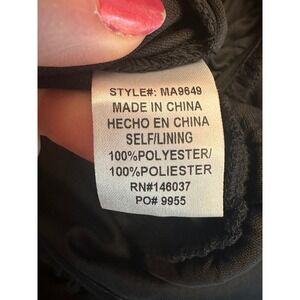 STYLE#: MA9649
MADE IN CHINA
HECHO EN CHINA
SELF/LINING
100%POLYESTER/
100%POLIESTER
RN#146037
PO# 9955